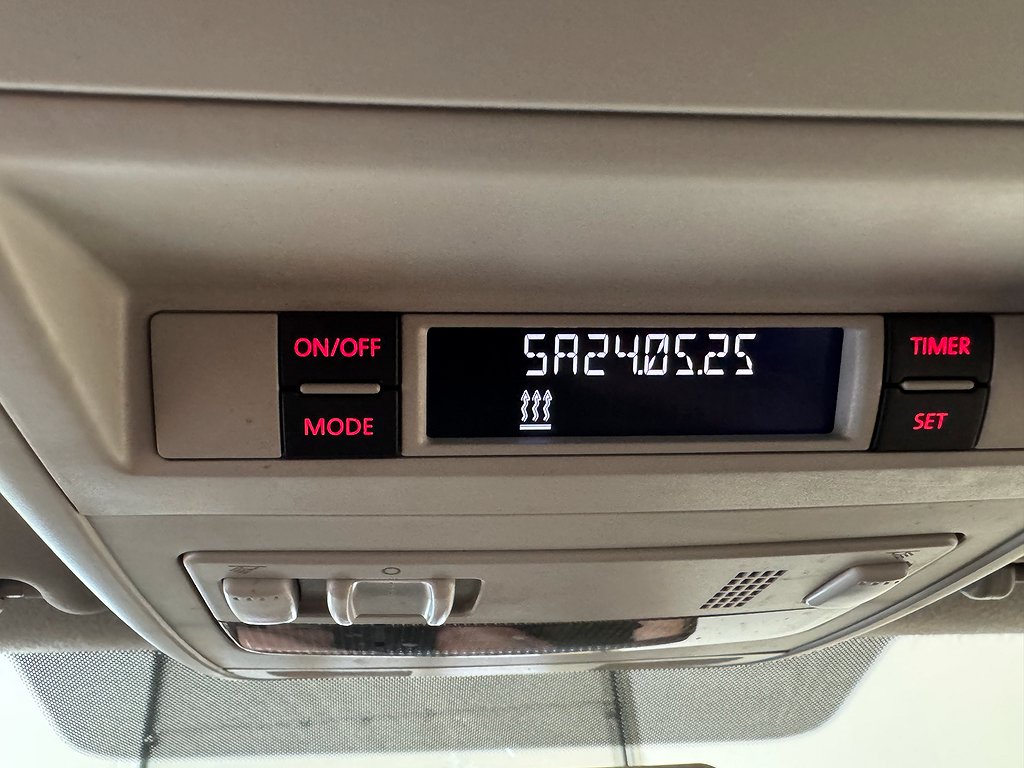 ON/OFF
MODE
SA24.05.25
TIMER
SET